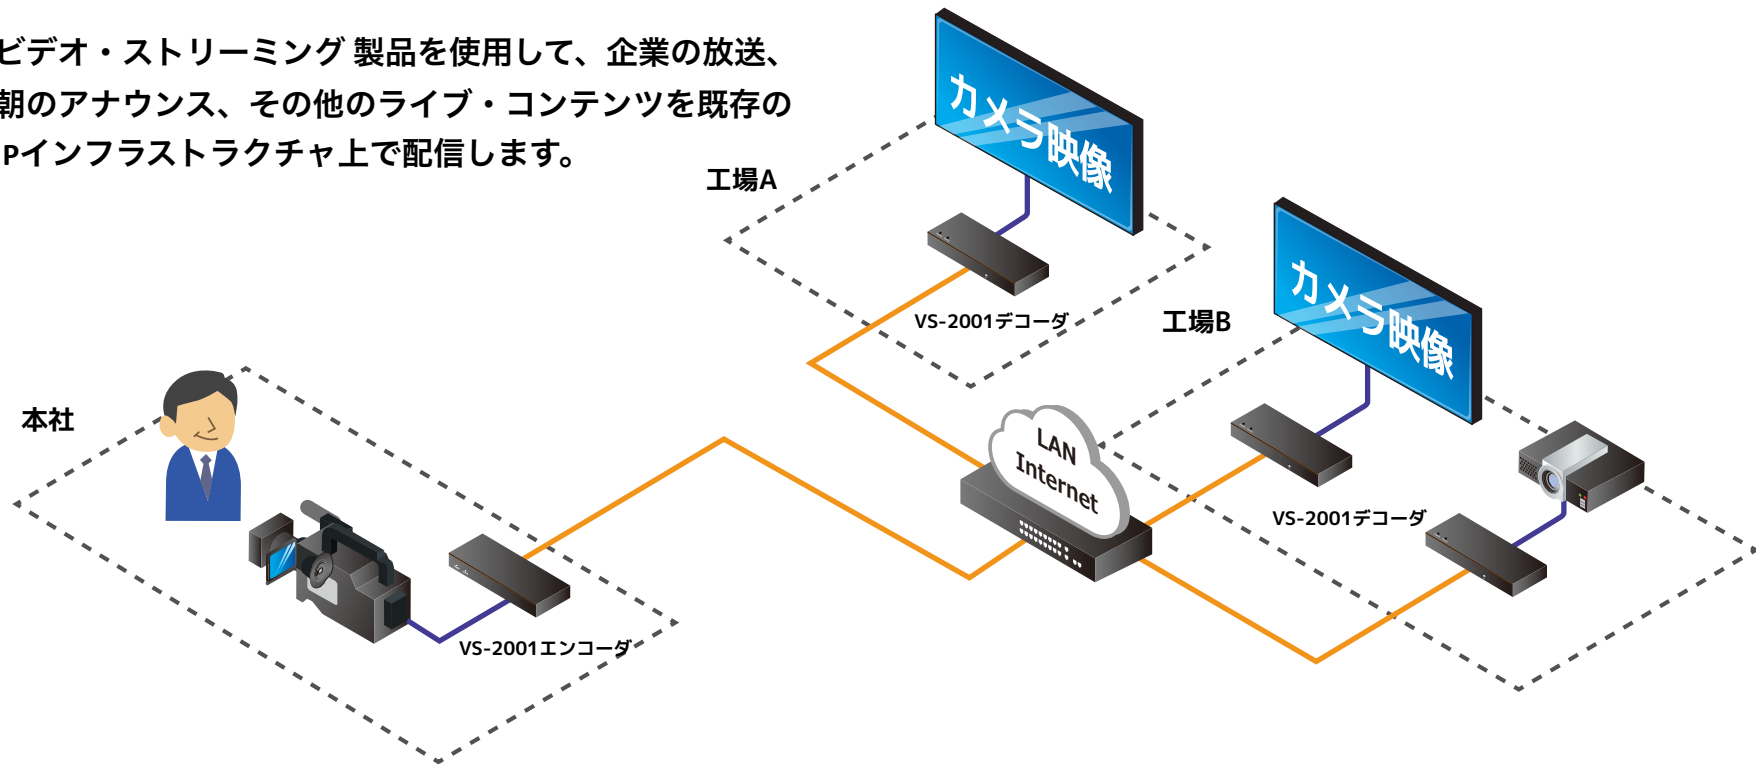 ビデオ・ストリーミング 製品を使用して、企業の放送、
朝のアナウンス、その他のライブ・コンテンツを既存の
Pインフラストラクチャ上で配信します。
工場A
カメラ映像
VS-2001デコーダ
工場B
カメラ映像
本社
LAN
Internet
VS-2001デコーダ
VS-2001エンコーダ